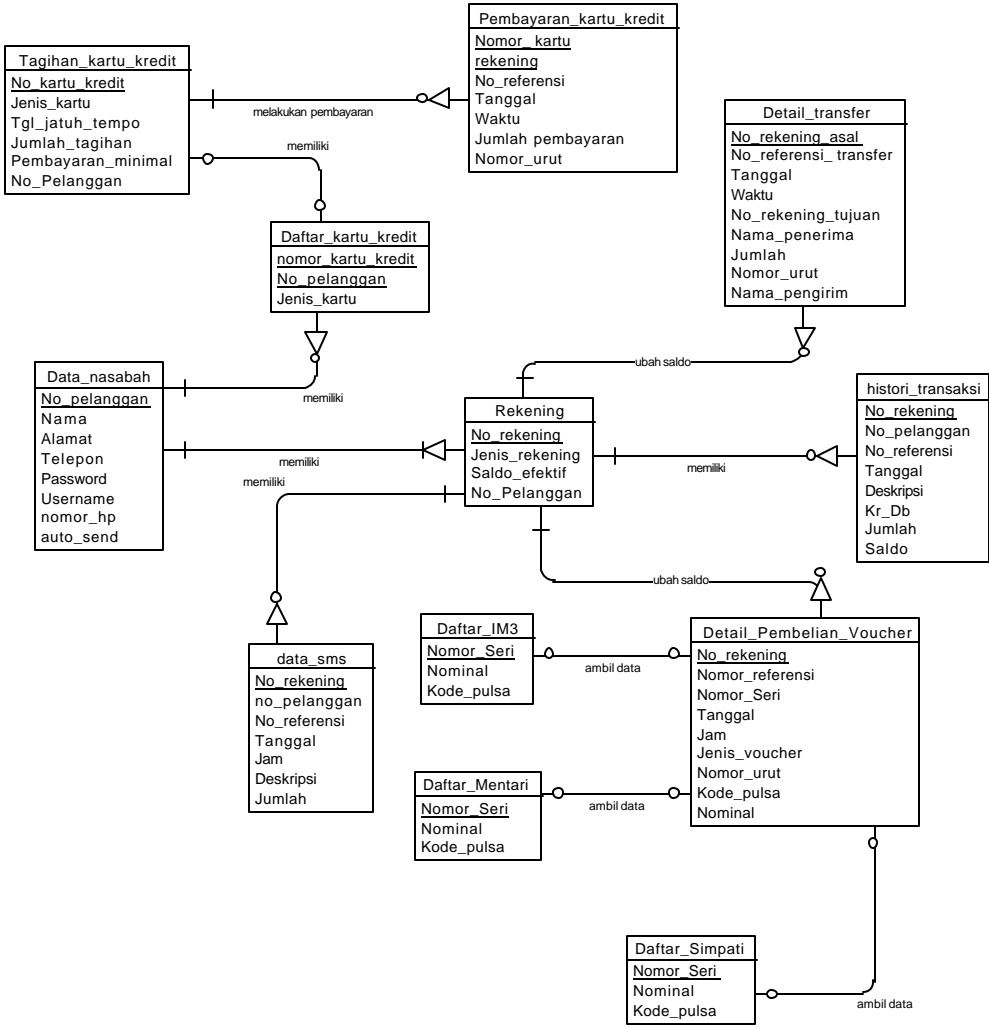 Pembayaran_kartu_kredit
Nomor_ kartu
rekening
No_referensi
Tanggal
Waktu
Jumlah pembayaran
Nomor_urut
Tagihan_kartu_kredit
No_kartu_kredit
Jenis_kartu
Tgl_jatuh_tempo
Jumlah_tagihan
Pembayaran_minimal
No_Pelanggan
melakukan pembayaran
memiliki
Detail_transfer
No_rekening_asal
No_referensi_ transfer
Tanggal
Waktu
No_rekening_tujuan
Nama_penerima
Jumlah
Nomor_urut
Nama_pengirim
Daftar_kartu_kredit
nomor_kartu_kredit
No_pelanggan
Jenis_kartu
ubah saldo
Data_nasabah
No_pelanggan
Nama
Alamat
Telepon
Password
Username
nomor_hp
auto_send
memiliki
memiliki
memiliki
Rekening
No_rekening
Jenis_rekening
Saldo_efektif
No_Pelanggan
memiliki
histori_transaksi
No_rekening
No_pelanggan
No_referensi
Tanggal
Deskripsi
Kr_Db
Jumlah
Saldo
ubah saldo
data_sms
No_rekening
no_pelanggan
No_referensi
Tanggal
Jam
Deskripsi
Jumlah
Daftar_IM3
Nomor_Seri
Nominal
Kode_pulsa
ambil data
Detail_Pembelian_Voucher
No_rekening
Nomor_referensi
Nomor_Seri
Tanggal
Jam
Jenis_voucher
Nomor_urut
Kode_pulsa
Nominal
Daftar_Mentari
Nomor_Seri
Nominal
Kode_pulsa
ambil data
Daftar_Simpati
Nomor_Seri
Nominal
Kode_pulsa
ambil data